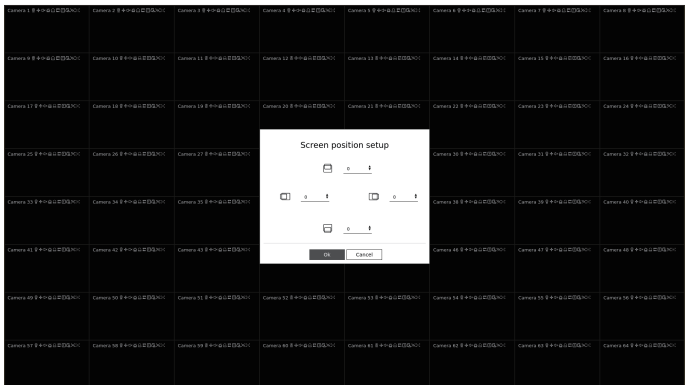 Camera 1 Camera 2 Camera 3 Camera 4 Camera 5 Camera 6 Camera 7 Camera 8
Camera 9 Camera 10 Camera 11 Camera 12 Camera 13 Camera 14 Camera 15 Camera 16
Camera 17 Camera 18 Camera 19 Camera 20 Camera 21 Camera 22 Camera 23 Camera 24
Screen position setup
Camera 25 Camera 26 Camera 27 Camera 30 Camera 31 Camera 32
0
0 0
Camera 33 Camera 34 Camera 35 Camera 38 Camera 39 Camera 40
0
Camera 41 Camera 42 Camera 43 Camera 46 Camera 47 Camera 48
Ok Cancel
Camera 49 Camera 50 Camera 51 Camera 52 Camera 53 Camera 54 Camera 55 Camera 56
Camera 57 Camera 58 Camera 59 Camera 60 Camera 61 Camera 62 Camera 63 Camera 64